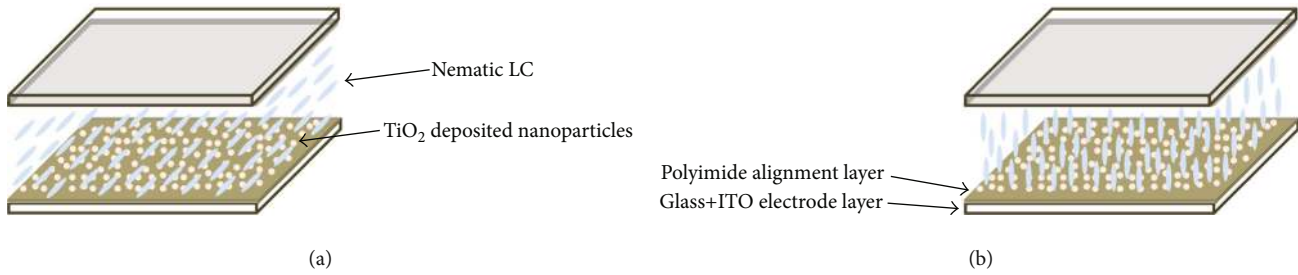 Nematic LC
TiO₂ deposited nanoparticles
(a)
Polyimide alignment layer
Glass+ITO electrode layer
(b)